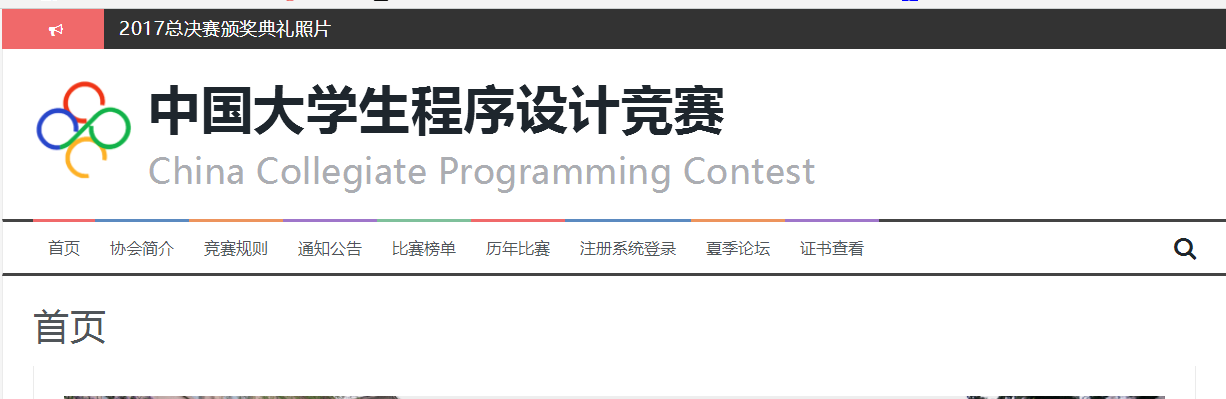 2017总决赛颁奖典礼照片
中国大学生程序设计竞赛
China Collegiate Programming Contest
首页 协会简介 竞赛规则 通知公告 比赛榜单 历年比赛 注册系统登录 夏季论坛 证书查看
首页